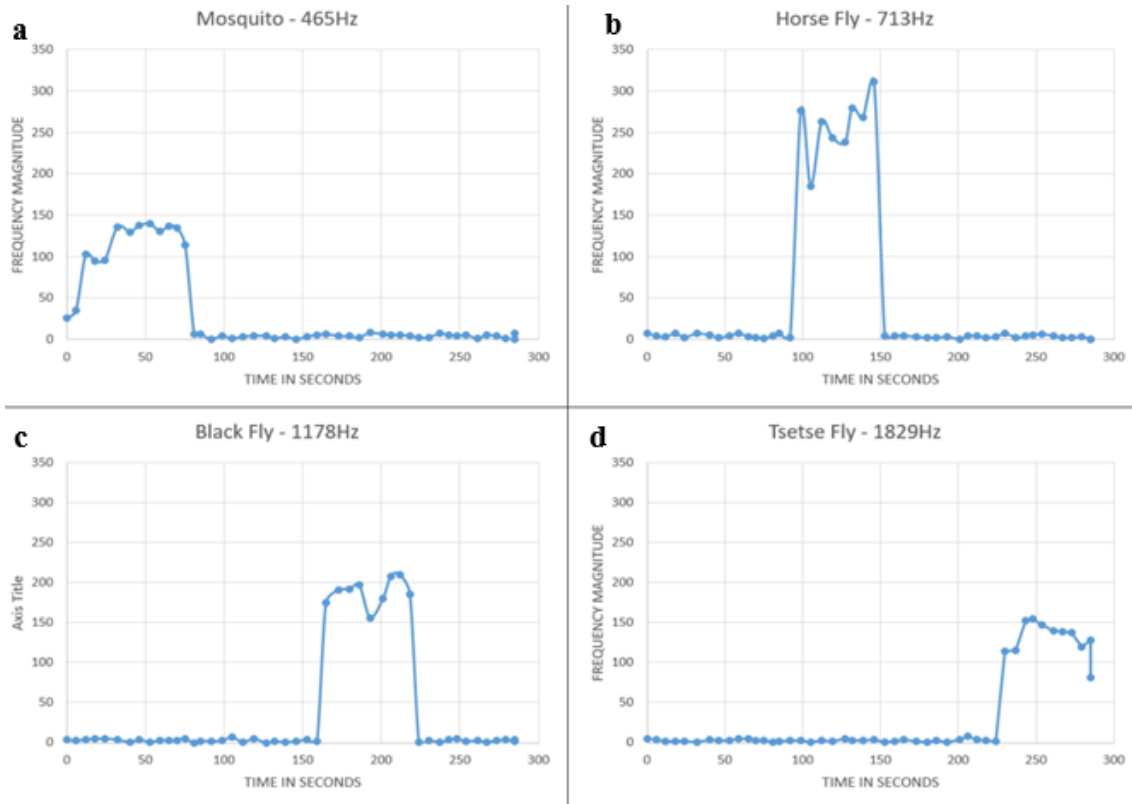 a
Mosquito - 465Hz
350
300
250
200
150
100
50
0
FREQUENCY MAGNITUDE
0 50 100 150 200 250 300
TIME IN SECONDS
b
Horse Fly - 713Hz
350
300
250
200
150
100
50
0
FREQUENCY MAGNITUDE
0 50 100 150 200 250 300
TIME IN SECONDS
c
Black Fly - 1178Hz
350
300
250
200
150
100
50
0
Axis Title
0 50 100 150 200 250 300
TIME IN SECONDS
d
Tsetse Fly - 1829Hz
350
300
250
200
150
100
50
0
FREQUENCY MAGNITUDE
0 50 100 150 200 250 300
TIME IN SECONDS